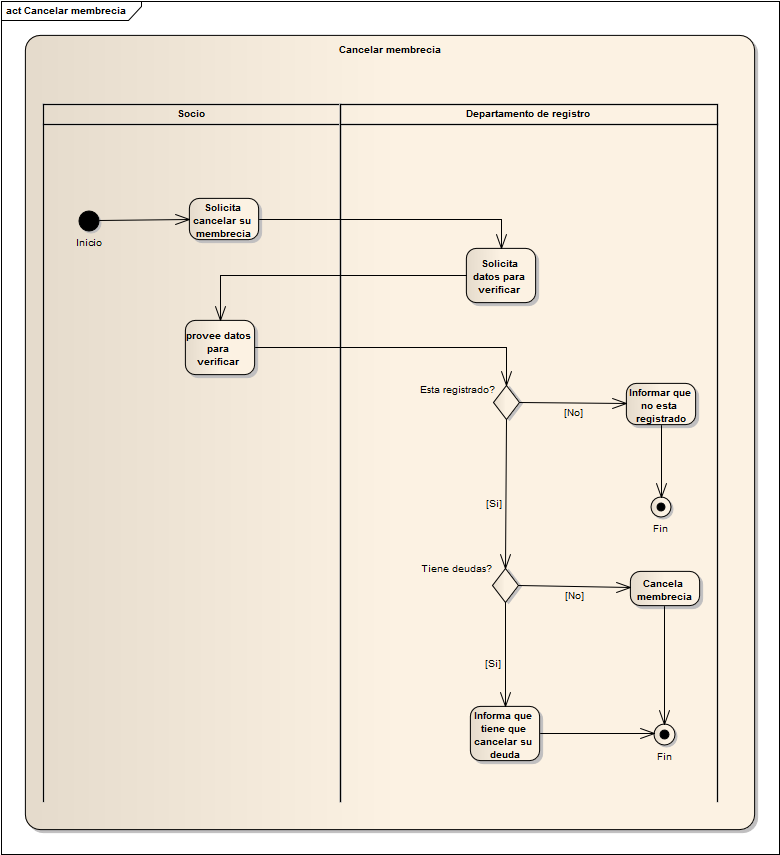 act Cancelar membrecia
Cancelar membrecia
Socio
Departamento de registro
Inicio
Solicita
cancelar su
membrecia
Solicita
datos para
verificar
provee datos
para
verificar
Esta registrado?
[No]
Informar que
no esta
registrado
Fin
[Si]
Tiene deudas?
[No]
Cancela
membrecia
[Si]
Informa que
tiene que
cancelar su
deuda
Fin